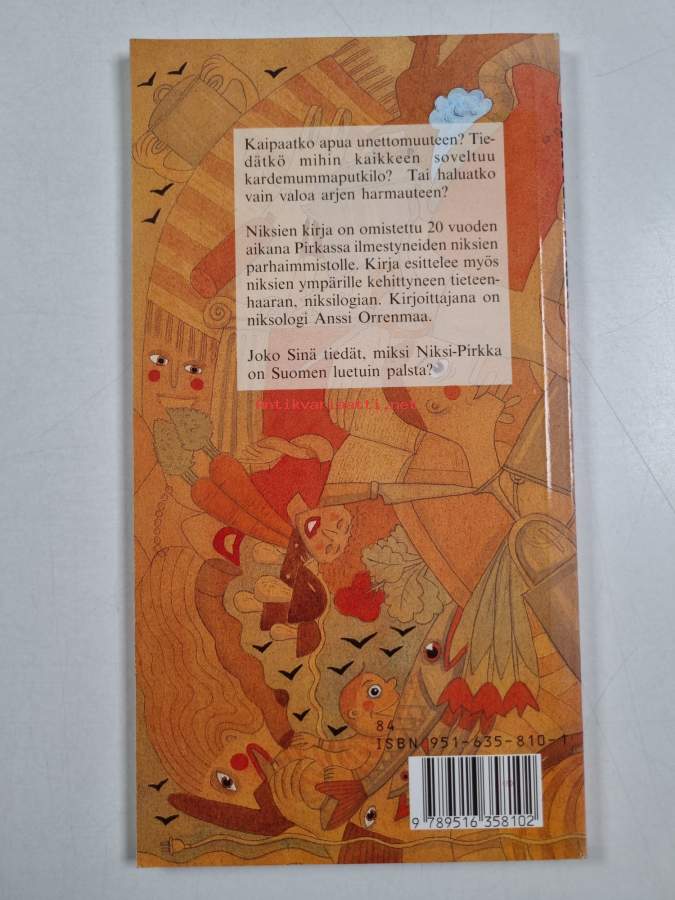 Kaipaatko apua unettomuuteen? Tie-
dätkö mihin kaikkeen soveltuu
kardemummaputkilo? Tai haluatko
vain valoa arjen harmauteen?
Niksien kirja on omistettu 20 vuoden
aikana Pirkassa ilmestyneiden niksien
parhaimmistolle. Kirja esittelee myös
niksien ympärille kehittyneen tieteen-
haaran, niksilogian. Kirjoittajana on
niksologi Anssi Orrenmaa.
Joko Sinä tiedät, miksi Niksi-Pirkka
on Suomen luetuin palsta?
antikvariaatti.net
84
ISBN 951-635-810-1
9 789516 358102